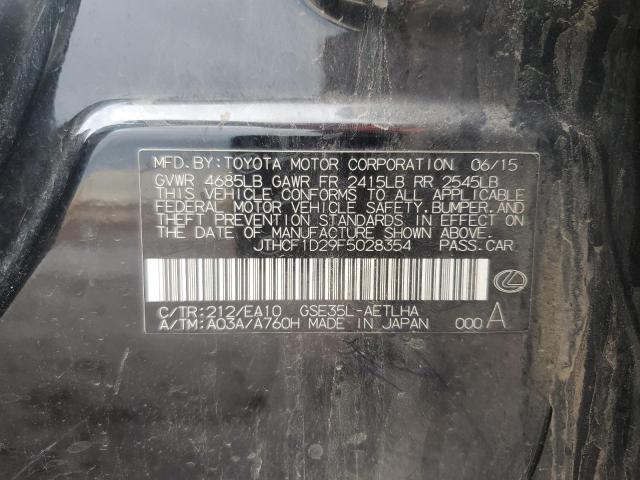 MFD.BY:TOYOTA MOTOR CORPORATION 06/15
GVWR 4685LB GAWR FR 2415LB RR 2545LB
THIS VEHICLE CONFORMS TO ALL APPLICABLE
FEDERAL MOTOR VEHICLE SAFETY,BUMPER,AND
THEFT PREVENTION STANDARDS IN EFFECT ON
THE DATE OF MANUFACTURE SHOWN ABOVE.
JTHCF1D29F5028354 PASS.CAR
C/TR:212/EA10 GSE35L-AETLHA
A/TM:A03A/A760H MADE IN JAPAN 000 A